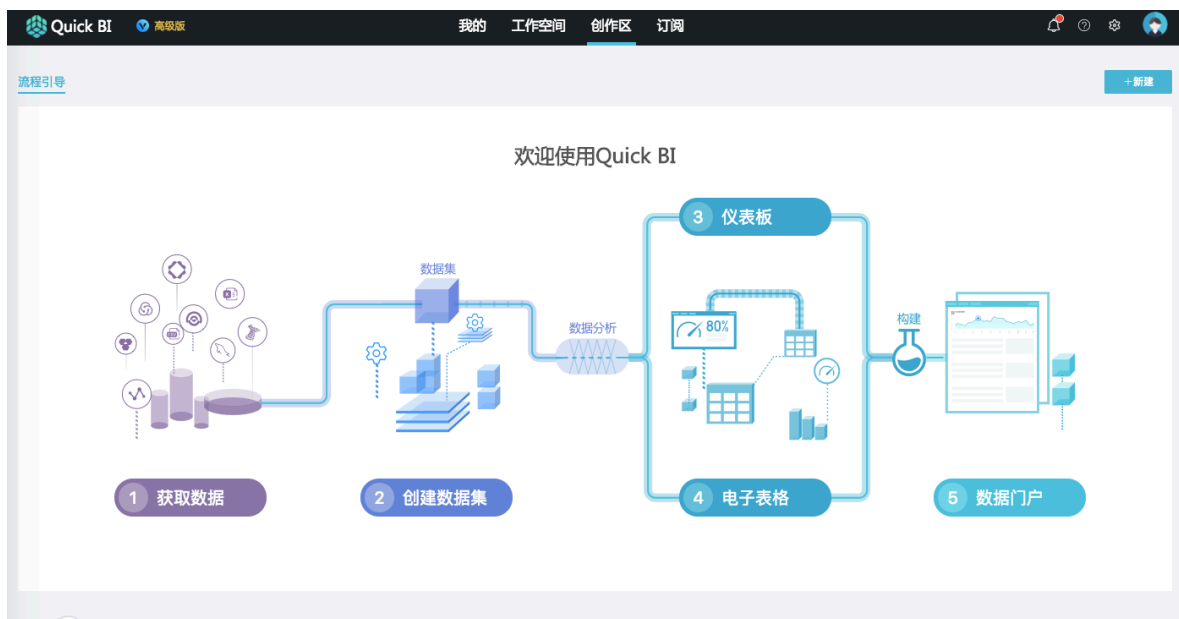 Quick BI
高级版
我的 工作空间 创作区 订阅
流程引导
+新建
欢迎使用Quick BI
3 仪表板
数据集
数据分析
80%
构建
1 获取数据
2 创建数据集
4 电子表格
5 数据门户